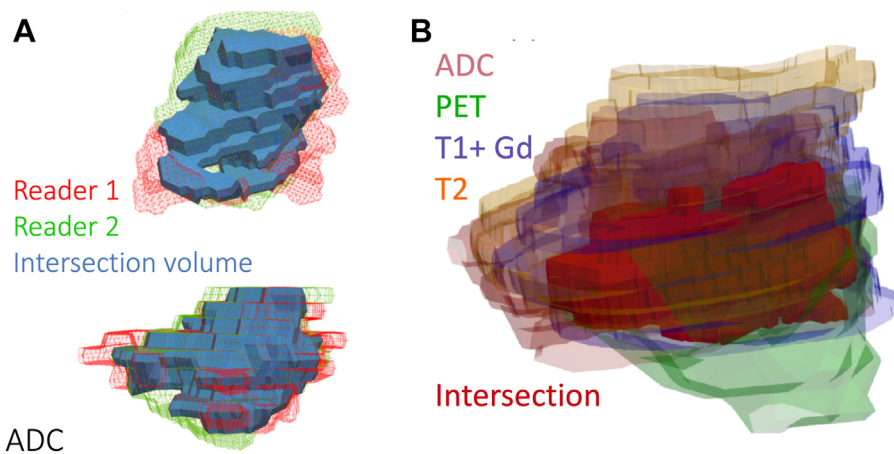 A
Reader 1
Reader 2
Intersection volume
ADC
B
ADC
PET
T1+ Gd
T2
Intersection